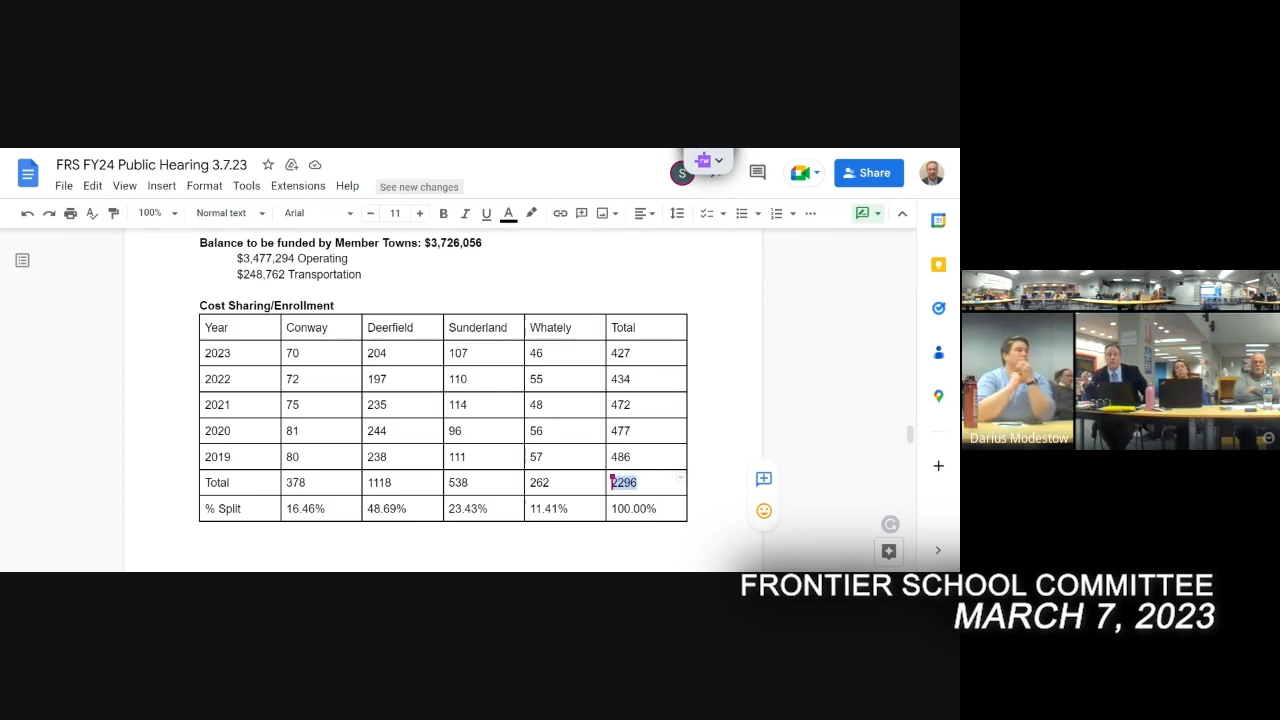 FRS FY24 Public Hearing 3.7.23
File Edit View Insert Format Tools Extensions Help See new changes
S
rw
Share
100% Normal text Arial 11
Balance to be funded by Member Towns: $3,726,056
$3,477,294 Operating
$248,762 Transportation
Cost Sharing/Enrollment
Year Conway Deerfield Sunderland Whately Total
2023 70 204 107 46 427
2022 72 197 110 55 434
2021 75 235 114 48 472
2020 81 244 96 56 477
2019 80 238 111 57 486
Total 378 1118 538 262 2296
% Split 16.46% 48.69% 23.43% 11.41% 100.00%
Darius Modestow
FRONTIER SCHOOL COMMITTEE
MARCH 7, 2023